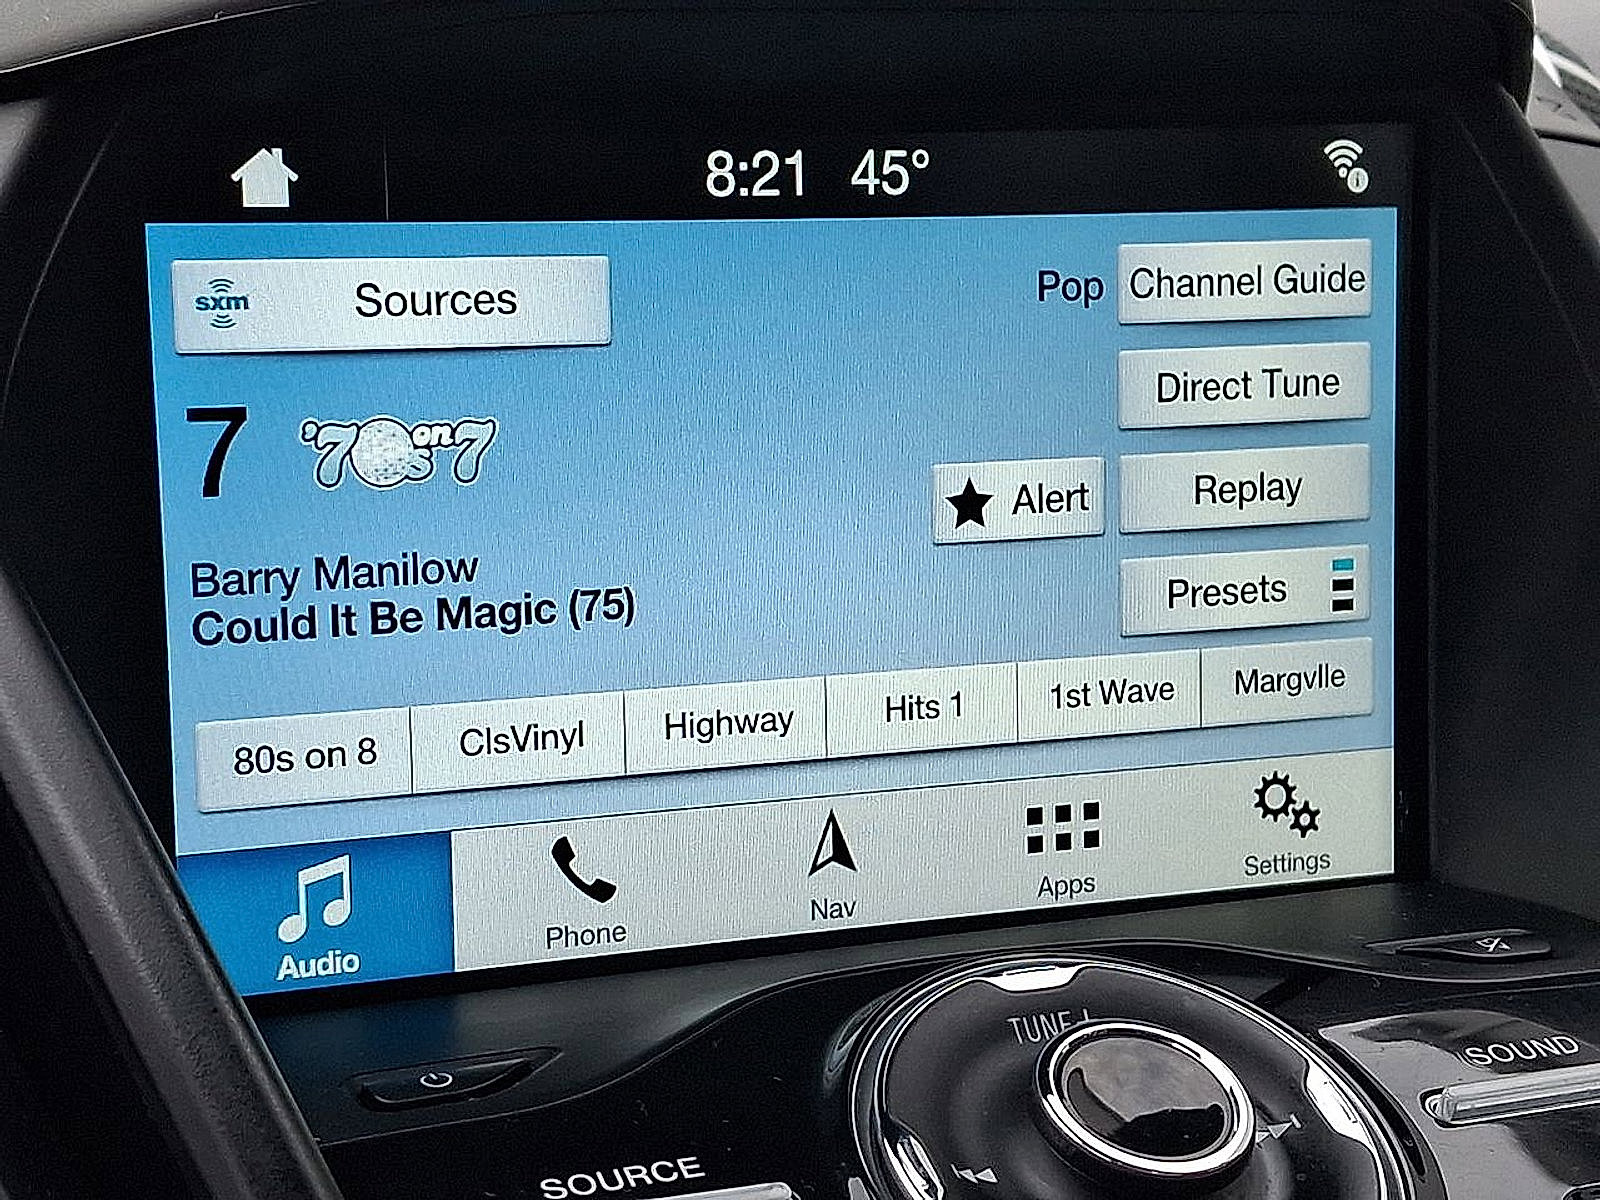 8:21 45°
sxm Sources
Pop Channel Guide
Direct Tune
7 '70s on 7
Alert Replay
Presets
Barry Manilow
Could It Be Magic (75)
80s on 8 ClsVinyl Highway Hits 1 1st Wave Margvlle
Audio Phone Nav Apps Settings
TUNE
SOUND
SOURCE